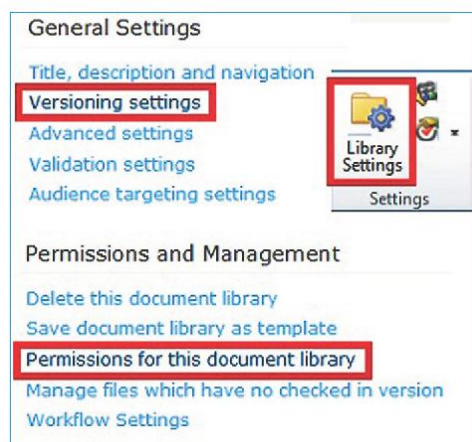 General Settings
Title, description and navigation
Versioning settings
Advanced settings
Validation settings
Audience targeting settings
Library
Settings
Settings
Permissions and Management
Delete this document library
Save document library as template
Permissions for this document library
Manage files which have no checked in version
Workflow Settings